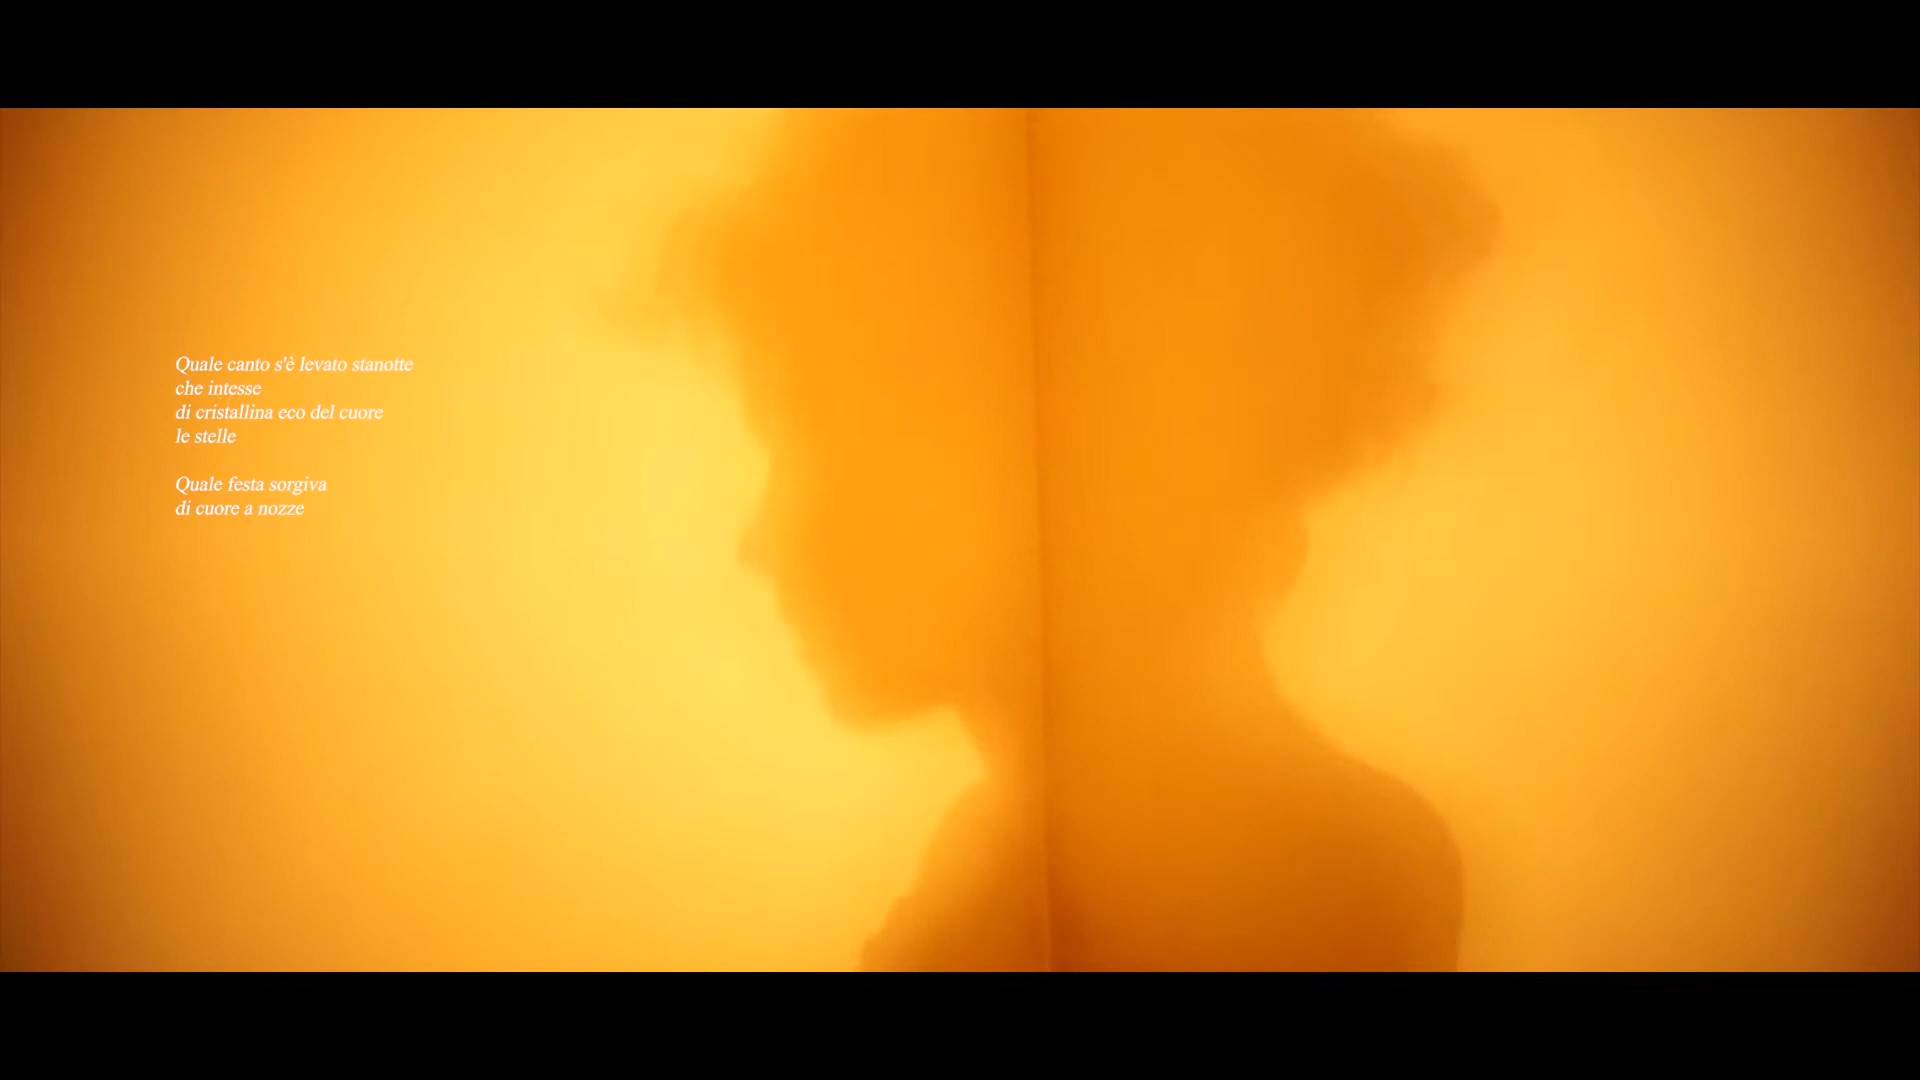 Quale canto s'è levato stanotte
che intesse
di cristallina eco del cuore
le stelle
Quale festa sorgiva
di cuore a nozze